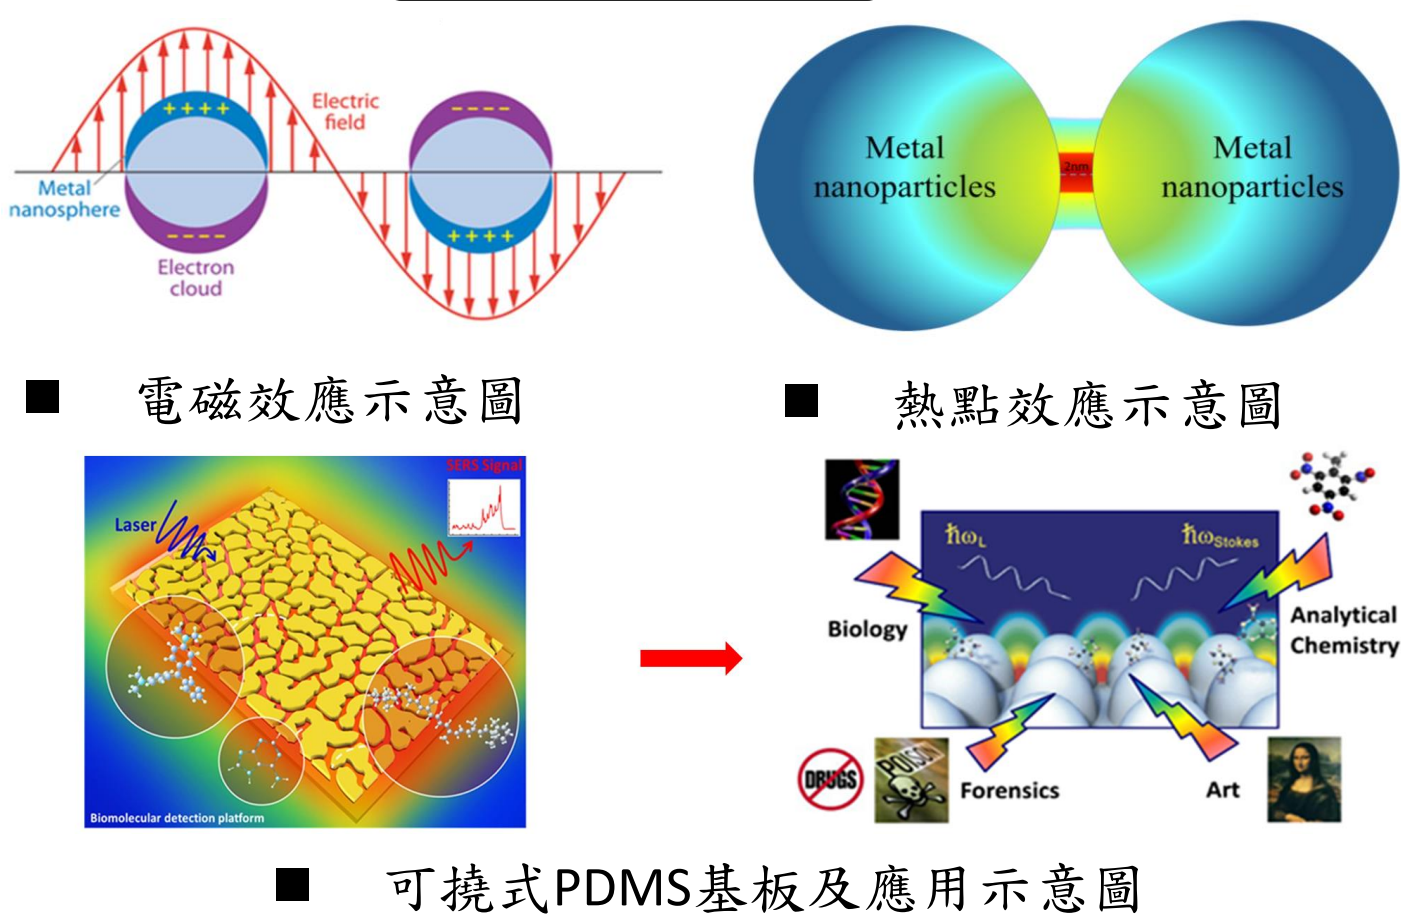 ++++
----
Electric
field
----
++++
Metal
nanosphere
Electron
cloud
Metal
nanoparticles
2nm
Metal
nanoparticles
■ 電磁效應示意圖
■ 熱點效應示意圖
SERS Signal
Laser
Biomolecular detection platform
ħωL
ħωStokes
Biology
Analytical
Chemistry
DRUGS
POISON
Forensics
Art
■ 可撓式PDMS基板及應用示意圖